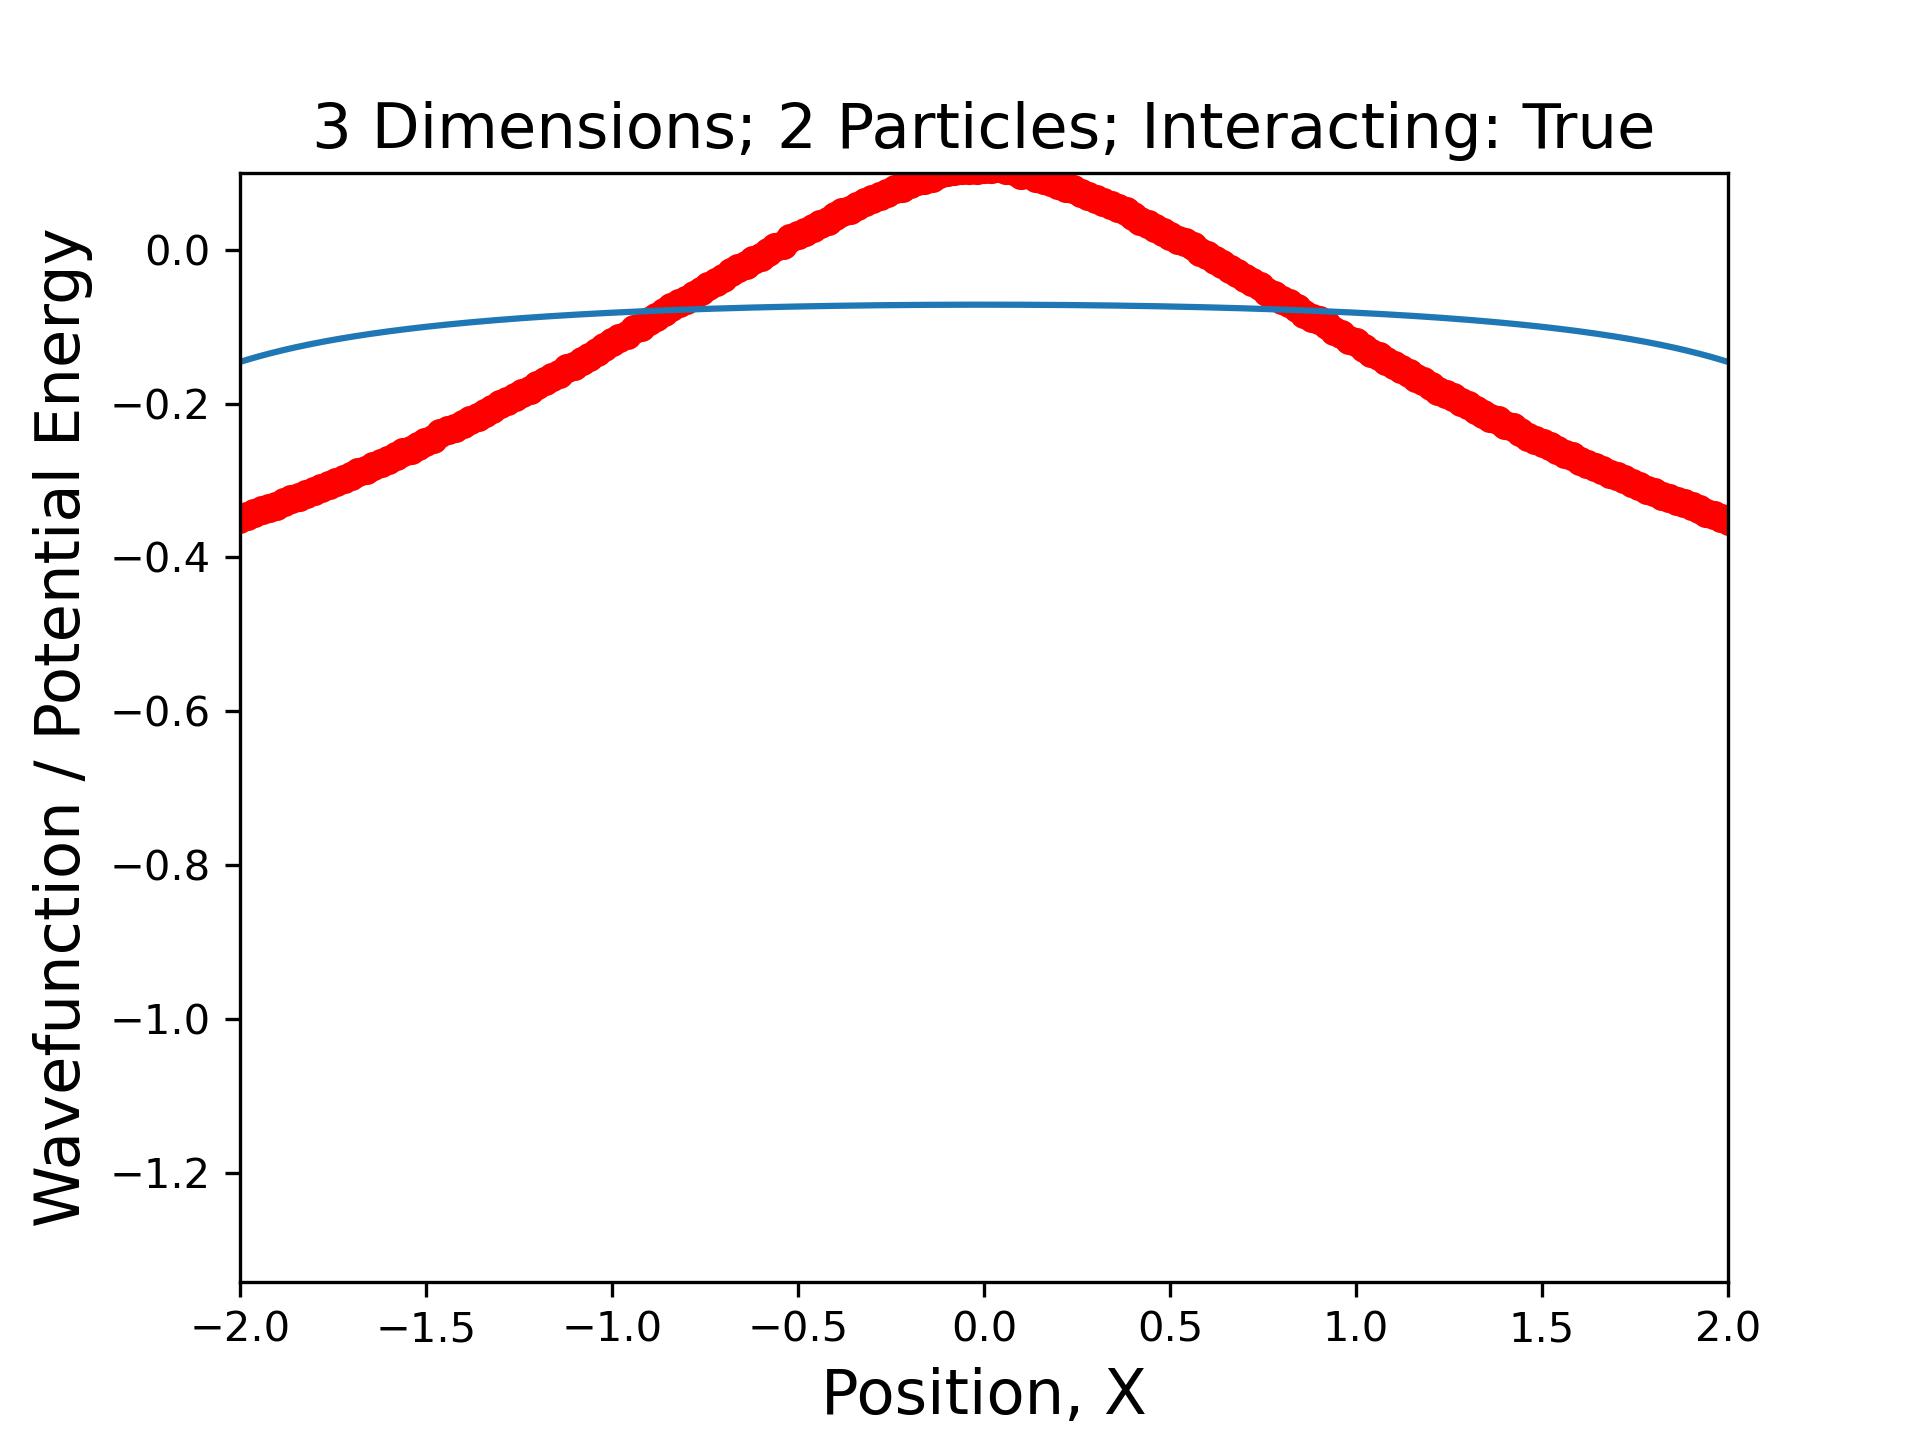 3 Dimensions; 2 Particles; Interacting: True
Wavefunction / Potential Energy
0.0
−0.2
−0.4
−0.6
−0.8
−1.0
−1.2
−2.0 −1.5 −1.0 −0.5 0.0 0.5 1.0 1.5 2.0
Position, X